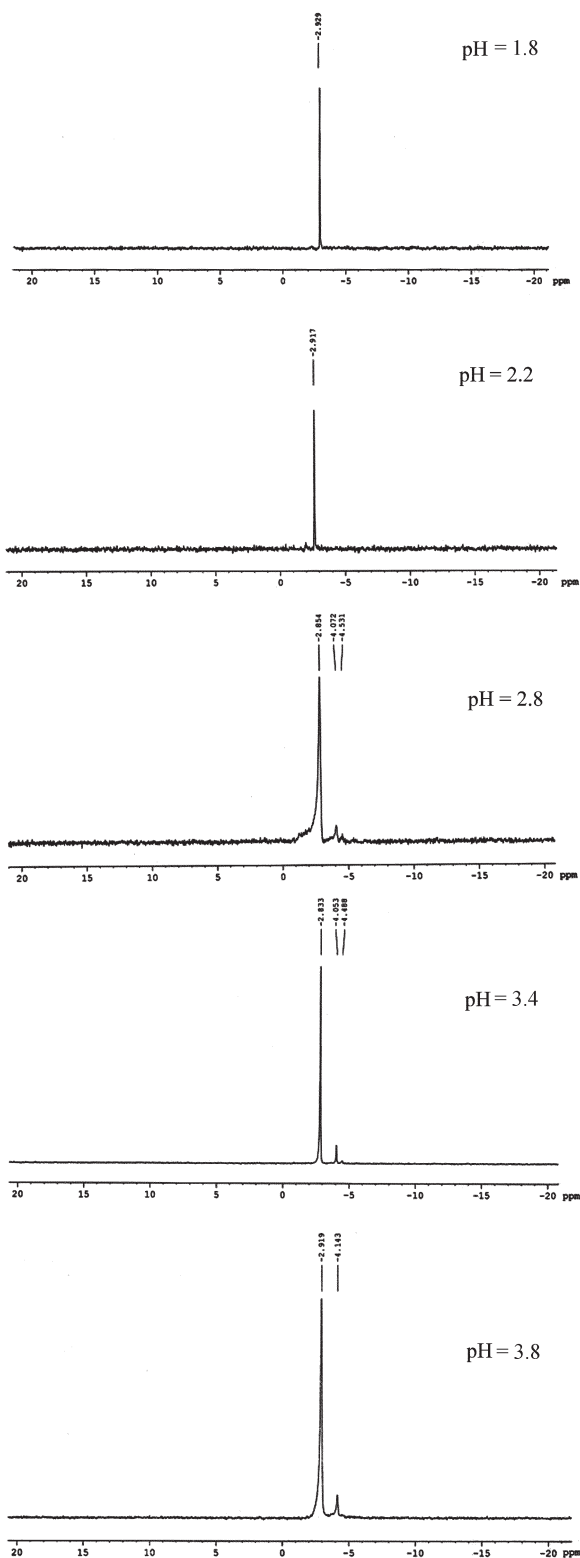 -2.929
pH = 1.8
20 15 10 5 0 -5 -10 -15 -20 ppm
-2.917
pH = 2.2
20 15 10 5 0 -5 -10 -15 -20 ppm
-2.854
-4.072
-4.531
pH = 2.8
20 15 10 5 0 -5 -10 -15 -20 ppm
-2.833
-4.053
-4.488
pH = 3.4
20 15 10 5 0 -5 -10 -15 -20 ppm
-2.919
-4.143
pH = 3.8
20 15 10 5 0 -5 -10 -15 -20 ppm